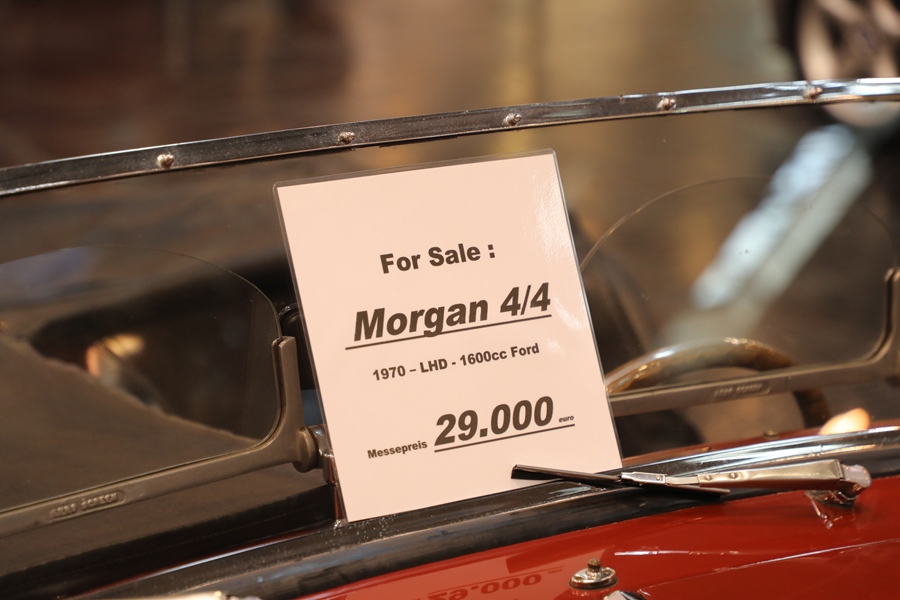 For Sale :
Morgan 4/4
1970 – LHD - 1600cc Ford
Messepreis 29.000 euro